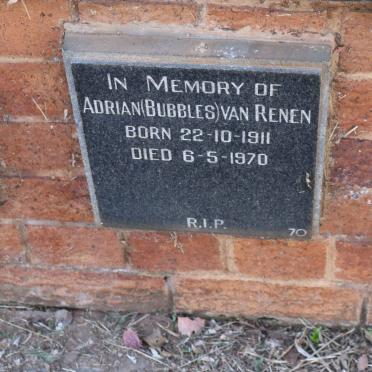 IN MEMORY OF
ADRIAN(BUBBLES)VAN RENEN
BORN 22-10-1911
DIED 6-5-1970
R.I.P.
70